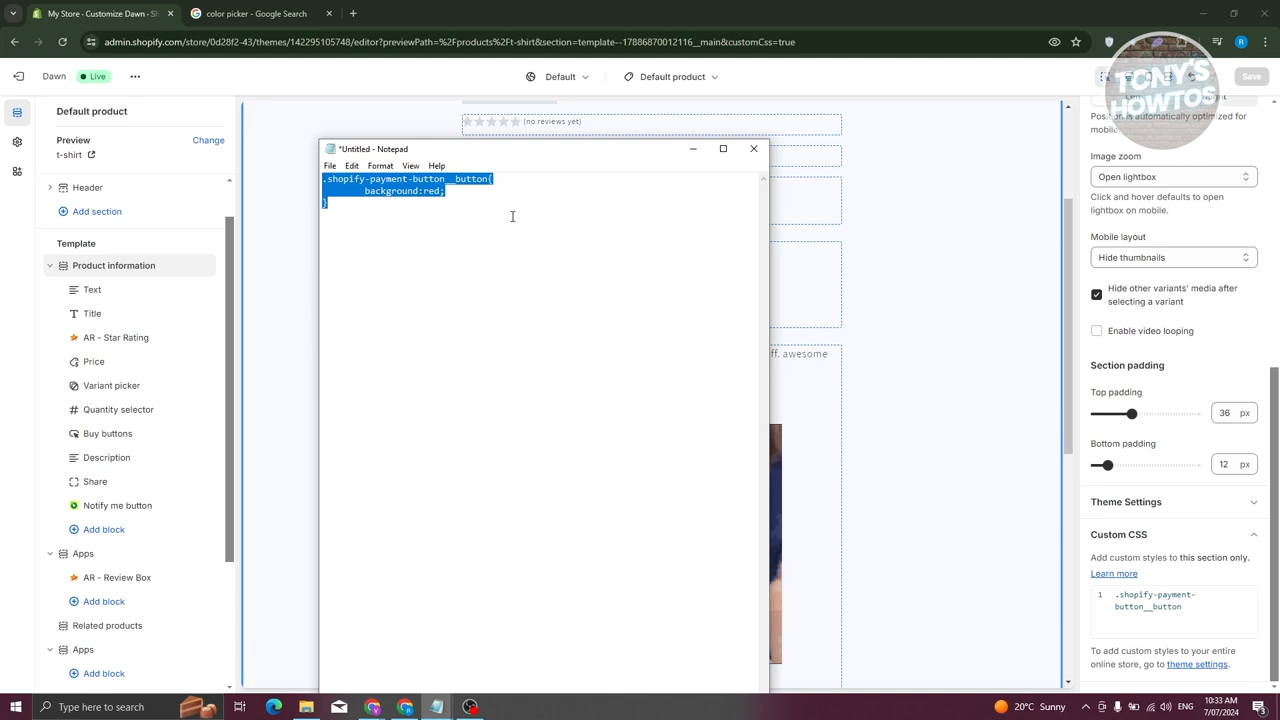 My Store · Dawn · Shopify
color picker - Google Search
admin.shopify.com/store/0d28f2-43/themes/142295105748/editor?previewPath=%2Fproducts%2Ft-shirt&section=template--17886870012116__main&customCss=true
Dawn
Live
Default
Default product
Save
TONY'S
HOWTOS
Default product
Preview
Change
t-shirt
Header
Add section
Template
Product information
Text
Title
AR - Star Rating
Price
Variant picker
Quantity selector
Buy buttons
Description
Share
Notify me button
Add block
Apps
AR - Review Box
Add block
Related products
Apps
Add block
(no reviews yet)
ff. awesome
*Untitled - Notepad
File Edit Format View Help
.shopify-payment-button__button{
background:red;
}
Position is automatically optimized for
mobile.
Image zoom
Open lightbox
Click and hover defaults to open
lightbox on mobile.
Mobile layout
Hide thumbnails
Hide other variants' media after
selecting a variant
Enable video looping
Section padding
Top padding
36 px
Bottom padding
12 px
Theme Settings
Custom CSS
Add custom styles to this section only.
Learn more
1 .shopify-payment-
button__button
To add custom styles to your entire
online store, go to theme settings.
Type here to search
20°C Sunny
ENG
10:33 AM
7/07/2024